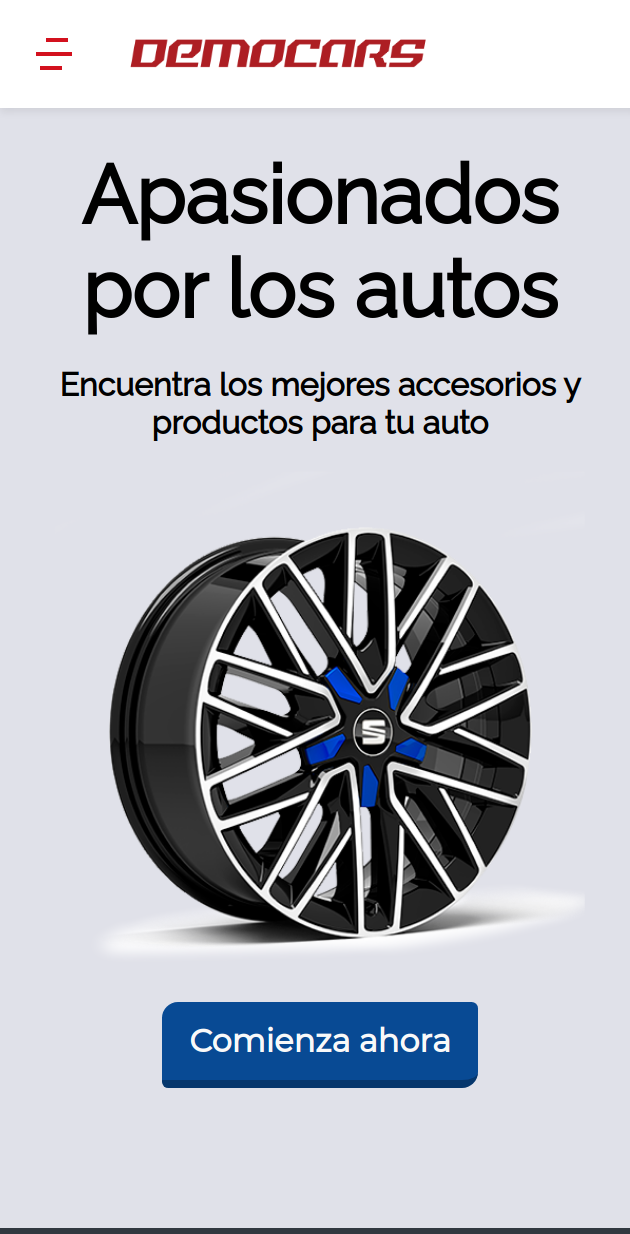 DEMOCARS
Apasionados
por los autos
Encuentra los mejores accesorios y
productos para tu auto
Comienza ahora